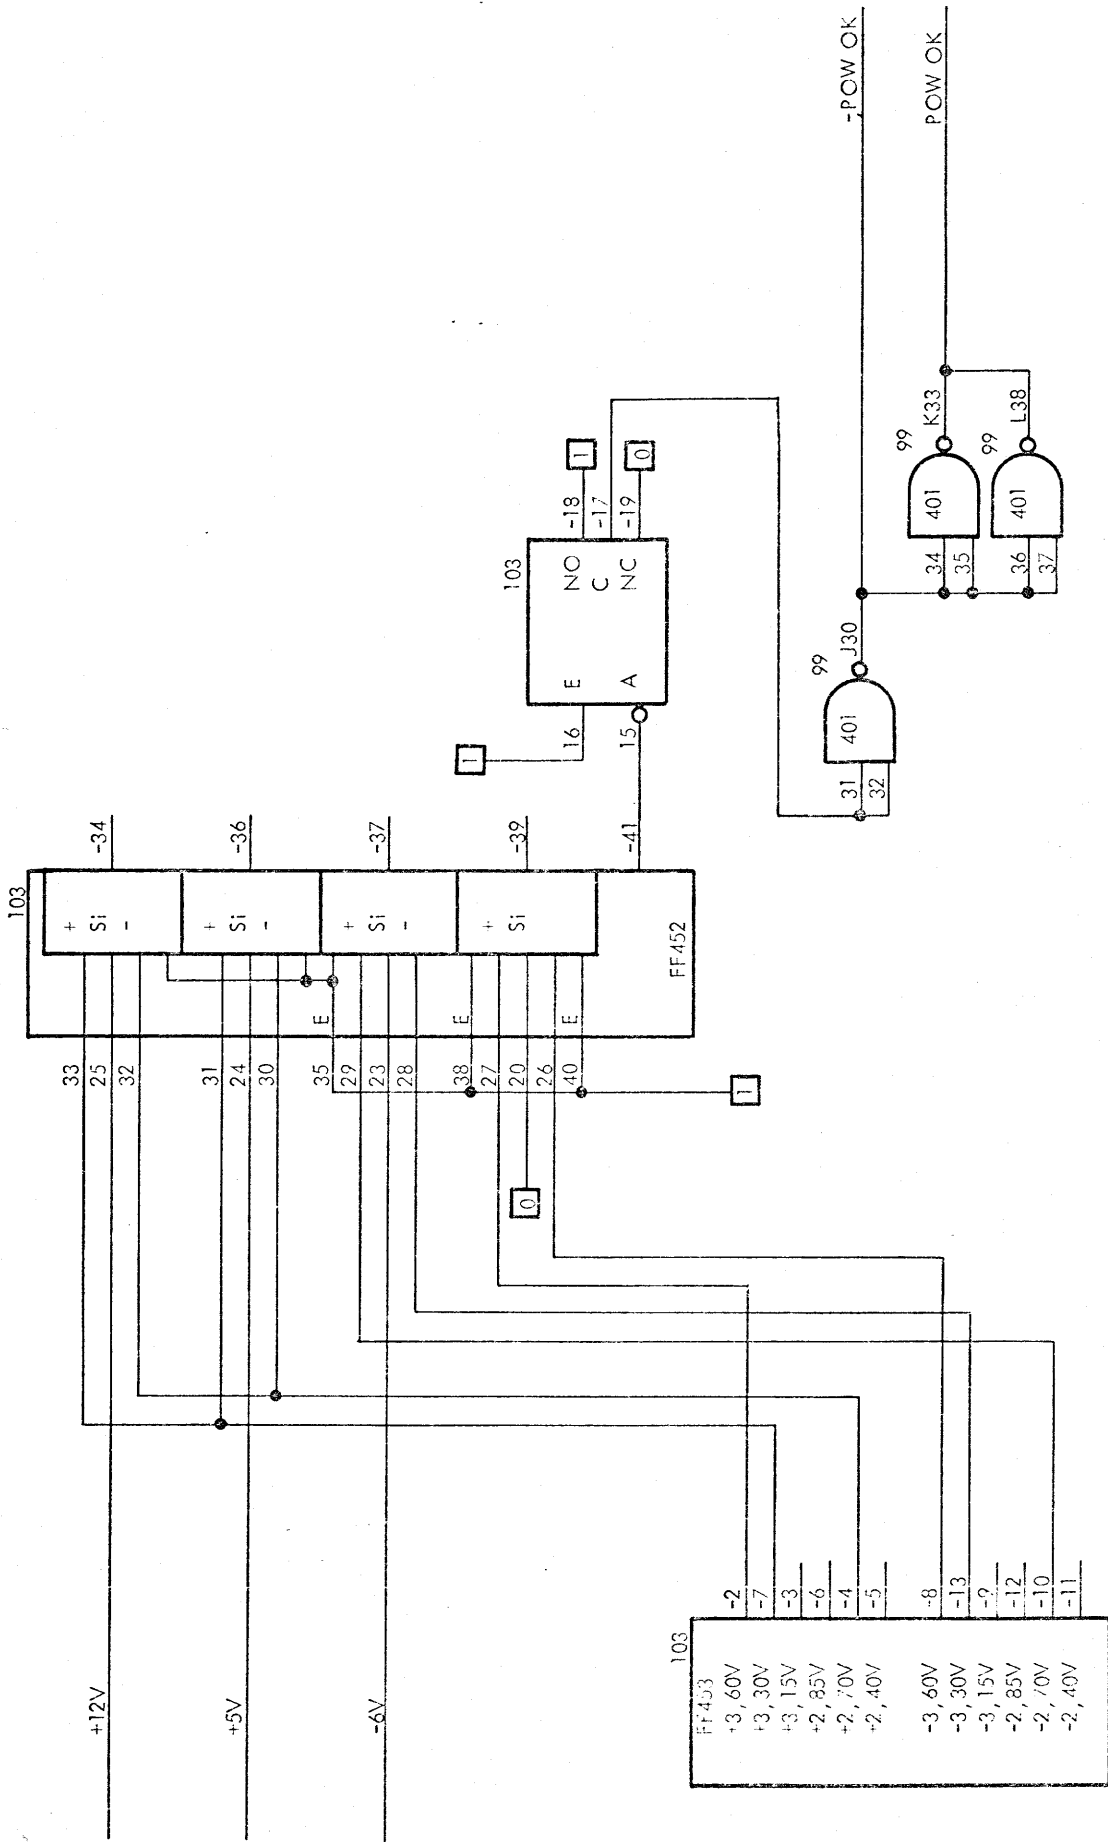 +12V
+5V
-6V
103
FF453
+3,60V -2
+3,30V -7
+3,15V -3
+2,85V -6
+2,70V -4
+2,40V -5
-3,60V -8
-3,30V -13
-3,15V -9
-2,85V -12
-2,70V -10
-2,40V -11
103
33 + -34
25 Si
32 -
31 + -36
24 Si
30 -
35 E
29 + -37
23 Si
28 -
38 E
27 + -39
20 Si
26
40 E
-41
FF452
0
1
1
103
16 E NO -18 1
C -17
15 A NC -19 0
99
31 401 J30
32
-POW OK
99
34 401 K33
35
POW OK
99
36 401 L38
37